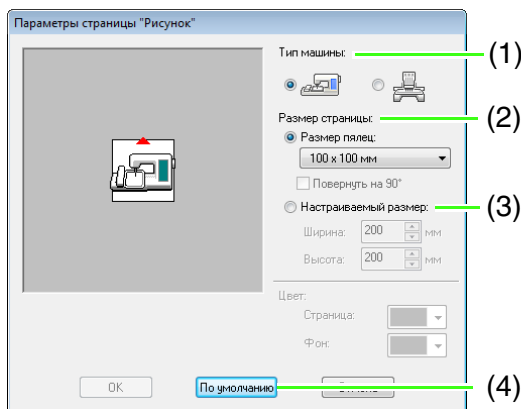 Параметры страницы "Рисунок"
Тип машины:
(1)
Размер страницы:
(2)
Размер пялец:
100 x 100 мм
Повернуть на 90°
Настраиваемый размер:
(3)
Ширина: 200 мм
Высота: 200 мм
Цвет:
Страница:
Фон:
OK По умолчанию
(4)